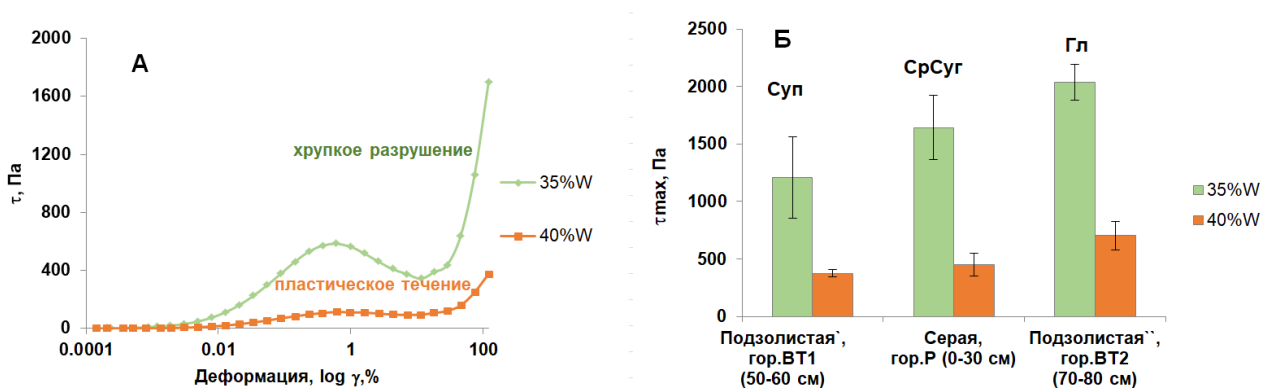 А
2000
1600
1200
800
400
0
τ, Па
хрупкое разрушение
пластическое течение
35%W
40%W
0.0001
0.01
1
100
Деформация, log γ,%
Б
2500
2000
1500
1000
500
0
τmax, Па
Суп
СрСуг
Гл
35%W
40%W
Подзолистая`,
гор.BT1
(50-60 см)
Серая,
гор.P (0-30 см)
Подзолистая``,
гор.BT2
(70-80 см)